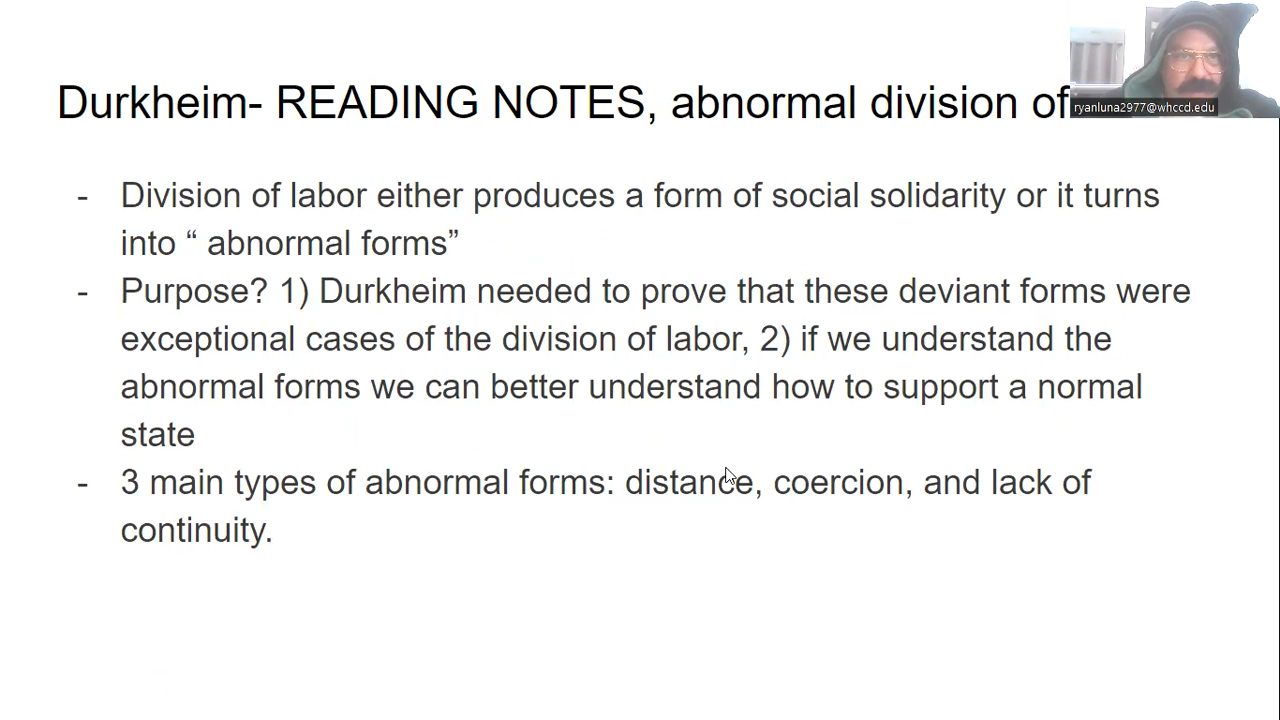 Durkheim- READING NOTES, abnormal division of
ryanluna2977@whccd.edu
- Division of labor either produces a form of social solidarity or it turns
into “ abnormal forms”
- Purpose? 1) Durkheim needed to prove that these deviant forms were
exceptional cases of the division of labor, 2) if we understand the
abnormal forms we can better understand how to support a normal
state
- 3 main types of abnormal forms: distance, coercion, and lack of
continuity.